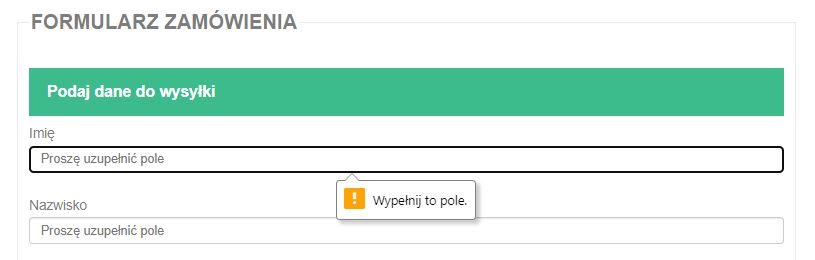 FORMULARZ ZAMÓWIENIA
Podaj dane do wysyłki
Imię
Proszę uzupełnić pole
Wypełnij to pole.
Nazwisko
Proszę uzupełnić pole